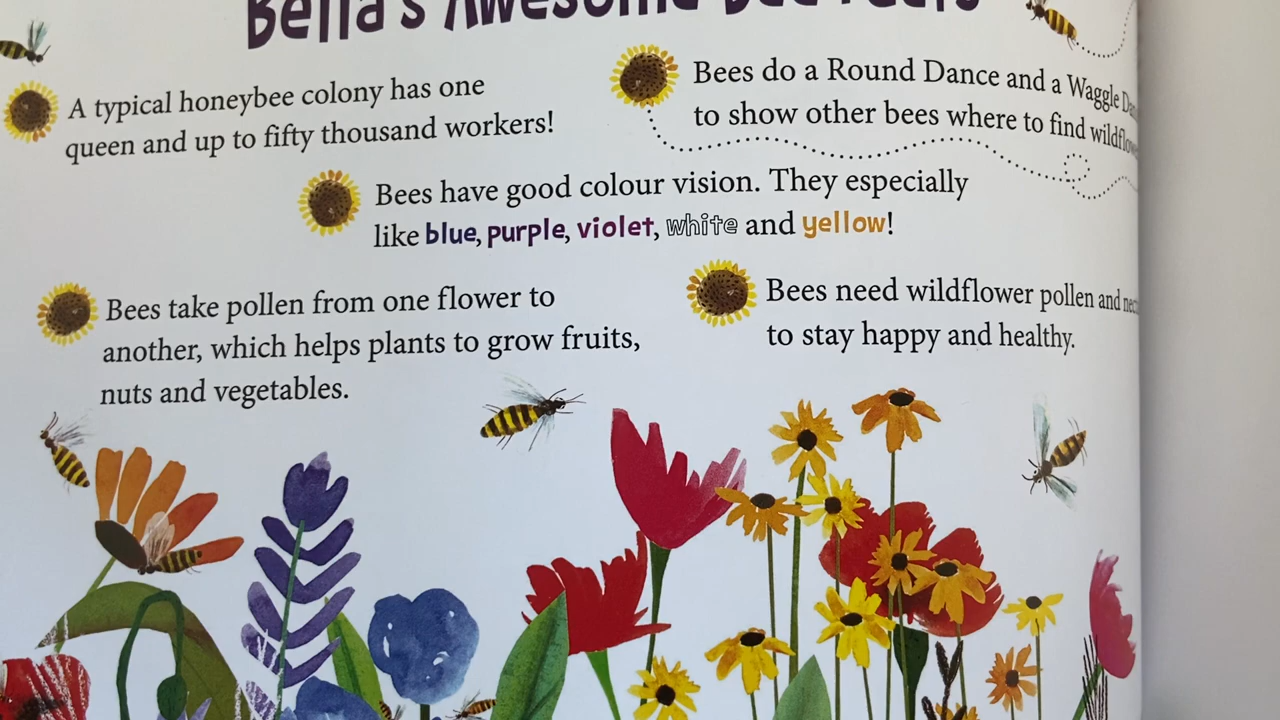 Bella's Awesome Bee Facts
A typical honeybee colony has one
queen and up to fifty thousand workers!
Bees do a Round Dance and a Waggle
to show other bees where to find
Bees have good colour vision. They especially
like blue, purple, violet, white and yellow!
Bees take pollen from one flower to
another, which helps plants to grow fruits,
nuts and vegetables.
Bees need wildflower pollen and
to stay happy and healthy.